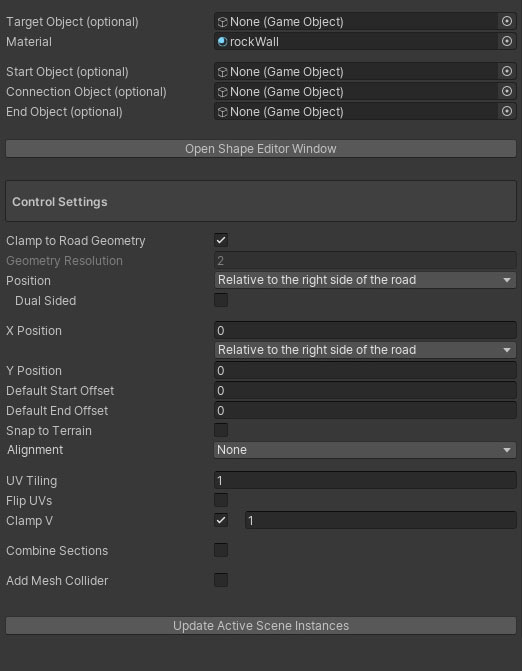 Target Object (optional) None (Game Object)
Material rockWall
Start Object (optional) None (Game Object)
Connection Object (optional) None (Game Object)
End Object (optional) None (Game Object)
Open Shape Editor Window
Control Settings
Clamp to Road Geometry
Geometry Resolution 2
Position Relative to the right side of the road
Dual Sided
X Position 0
Relative to the right side of the road
Y Position 0
Default Start Offset 0
Default End Offset 0
Snap to Terrain
Alignment None
UV Tiling 1
Flip UVs
Clamp V 1
Combine Sections
Add Mesh Collider
Update Active Scene Instances